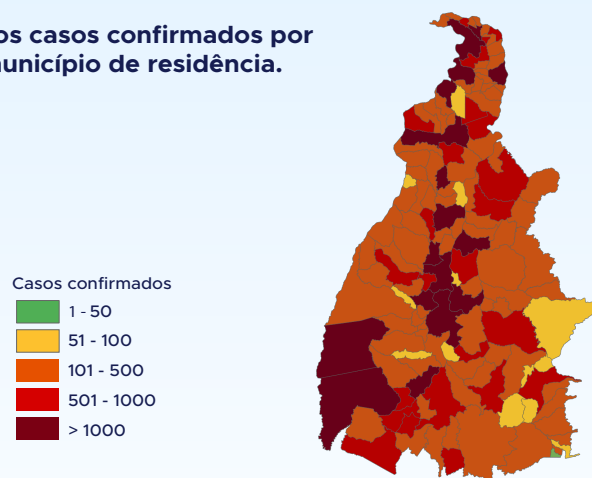 os casos confirmados por
município de residência.
Casos confirmados
1 - 50
51 - 100
101 - 500
501 - 1000
> 1000